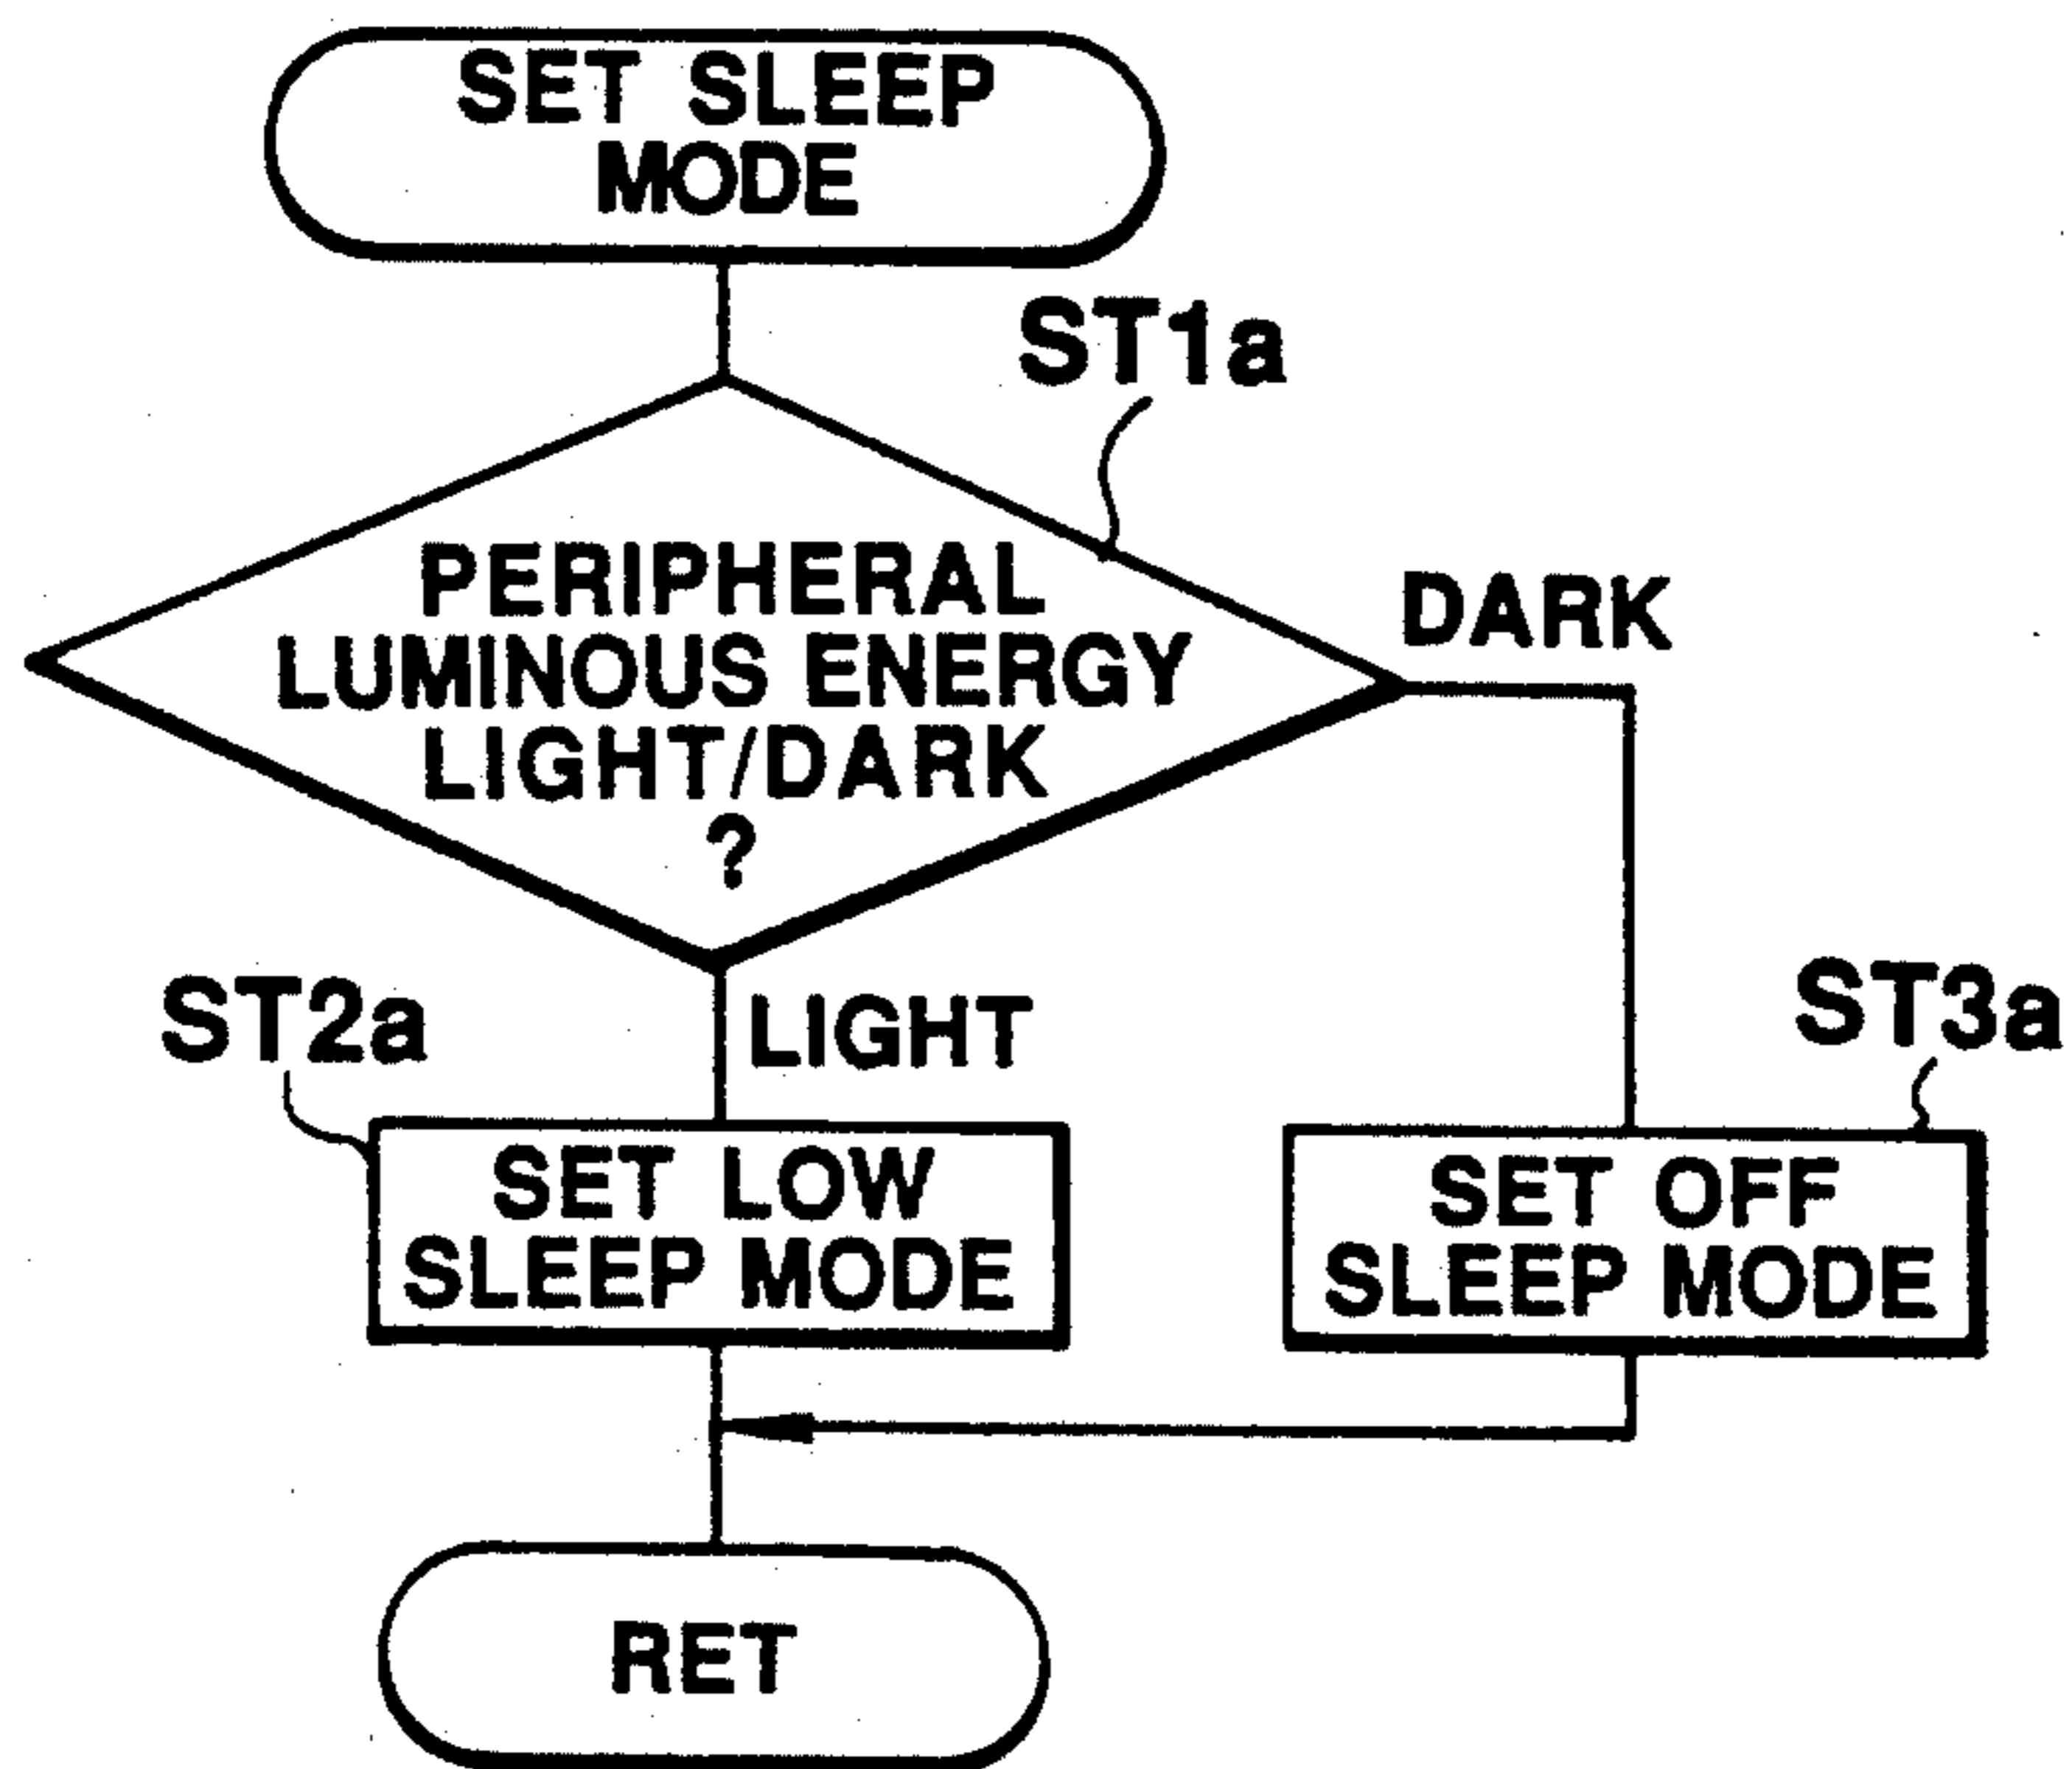 SET SLEEP
MODE
ST1a
PERIPHERAL
LUMINOUS ENERGY
LIGHT/DARK
?
DARK
LIGHT
ST2a
SET LOW
SLEEP MODE
ST3a
SET OFF
SLEEP MODE
RET